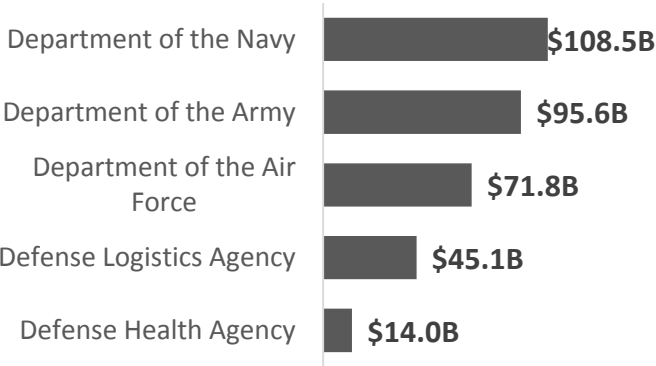 Department of the Navy $108.5B
Department of the Army $95.6B
Department of the Air
Force $71.8B
Defense Logistics Agency $45.1B
Defense Health Agency $14.0B